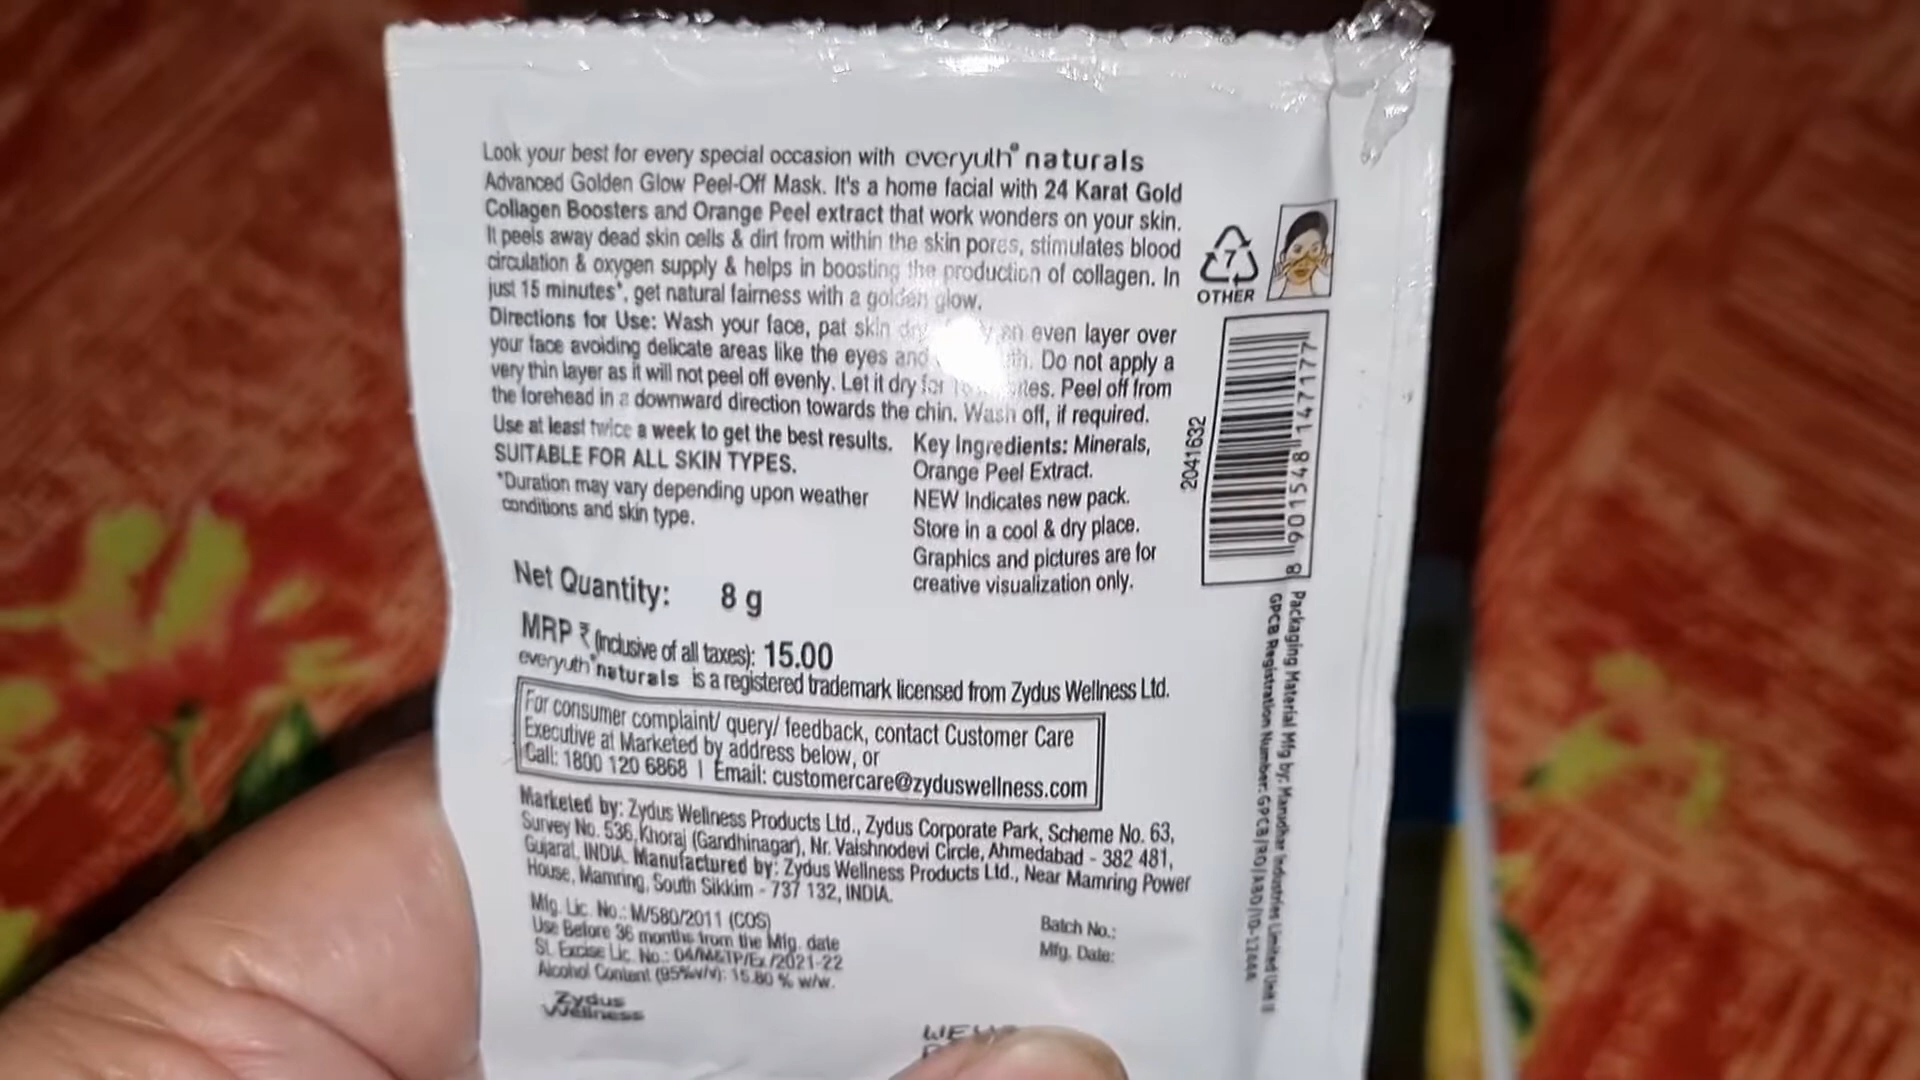 Look your best for every special occasion with everyuth® naturals
Advanced Golden Glow Peel-Off Mask. It's a home facial with 24 Karat Gold
Collagen Boosters and Orange Peel extract that work wonders on your skin.
It peels away dead skin cells & dirt from within the skin pores, stimulates blood
circulation & oxygen supply & helps in boosting the production of collagen. In
just 15 minutes*, get natural fairness with a golden glow.
Directions for Use: Wash your face, pat skin dry an even layer over
your face avoiding delicate areas like the eyes and Do not apply a
very thin layer as it will not peel off evenly. Let it dry for Peel off from
the forehead in a downward direction towards the chin. Wash off, if required.
Use at least twice a week to get the best results.
SUITABLE FOR ALL SKIN TYPES.
*Duration may vary depending upon weather
conditions and skin type.
Key Ingredients: Minerals,
Orange Peel Extract.
NEW Indicates new pack.
Store in a cool & dry place.
Graphics and pictures are for
creative visualization only.
Net Quantity: 8 g
MRP ₹ (inclusive of all taxes): 15.00
everyuth® naturals is a registered trademark licensed from Zydus Wellness Ltd.
For consumer complaint/ query/ feedback, contact Customer Care
Executive at Marketed by address below, or
Call: 1800 120 6868 | Email: customercare@zyduswellness.com
Marketed by: Zydus Wellness Products Ltd., Zydus Corporate Park, Scheme No. 63,
Survey No. 536, Khoraj (Gandhinagar), Nr. Vaishnodevi Circle, Ahmedabad - 382 481,
Gujarat, INDIA. Manufactured by: Zydus Wellness Products Ltd., Near Mamring Power
House, Mamring, South Sikkim - 737 132, INDIA.
Mfg. Lic. No.: M/580/2011 (COS)
Use Before 36 months from the Mfg. date
St. Excise Lic. No.: 04/M&TP/Ex./2021-22
Alcohol Content (95%v/v): 15.80 % w/w.
Batch No.:
Mfg. Date:
Zydus
Wellness
7
OTHER
2041632
8 901548 147177
Packaging Material Mfg by: Manudhar Industries Limited Unit
GPCB Registration Number: GPCB/RO/ABD/IO-